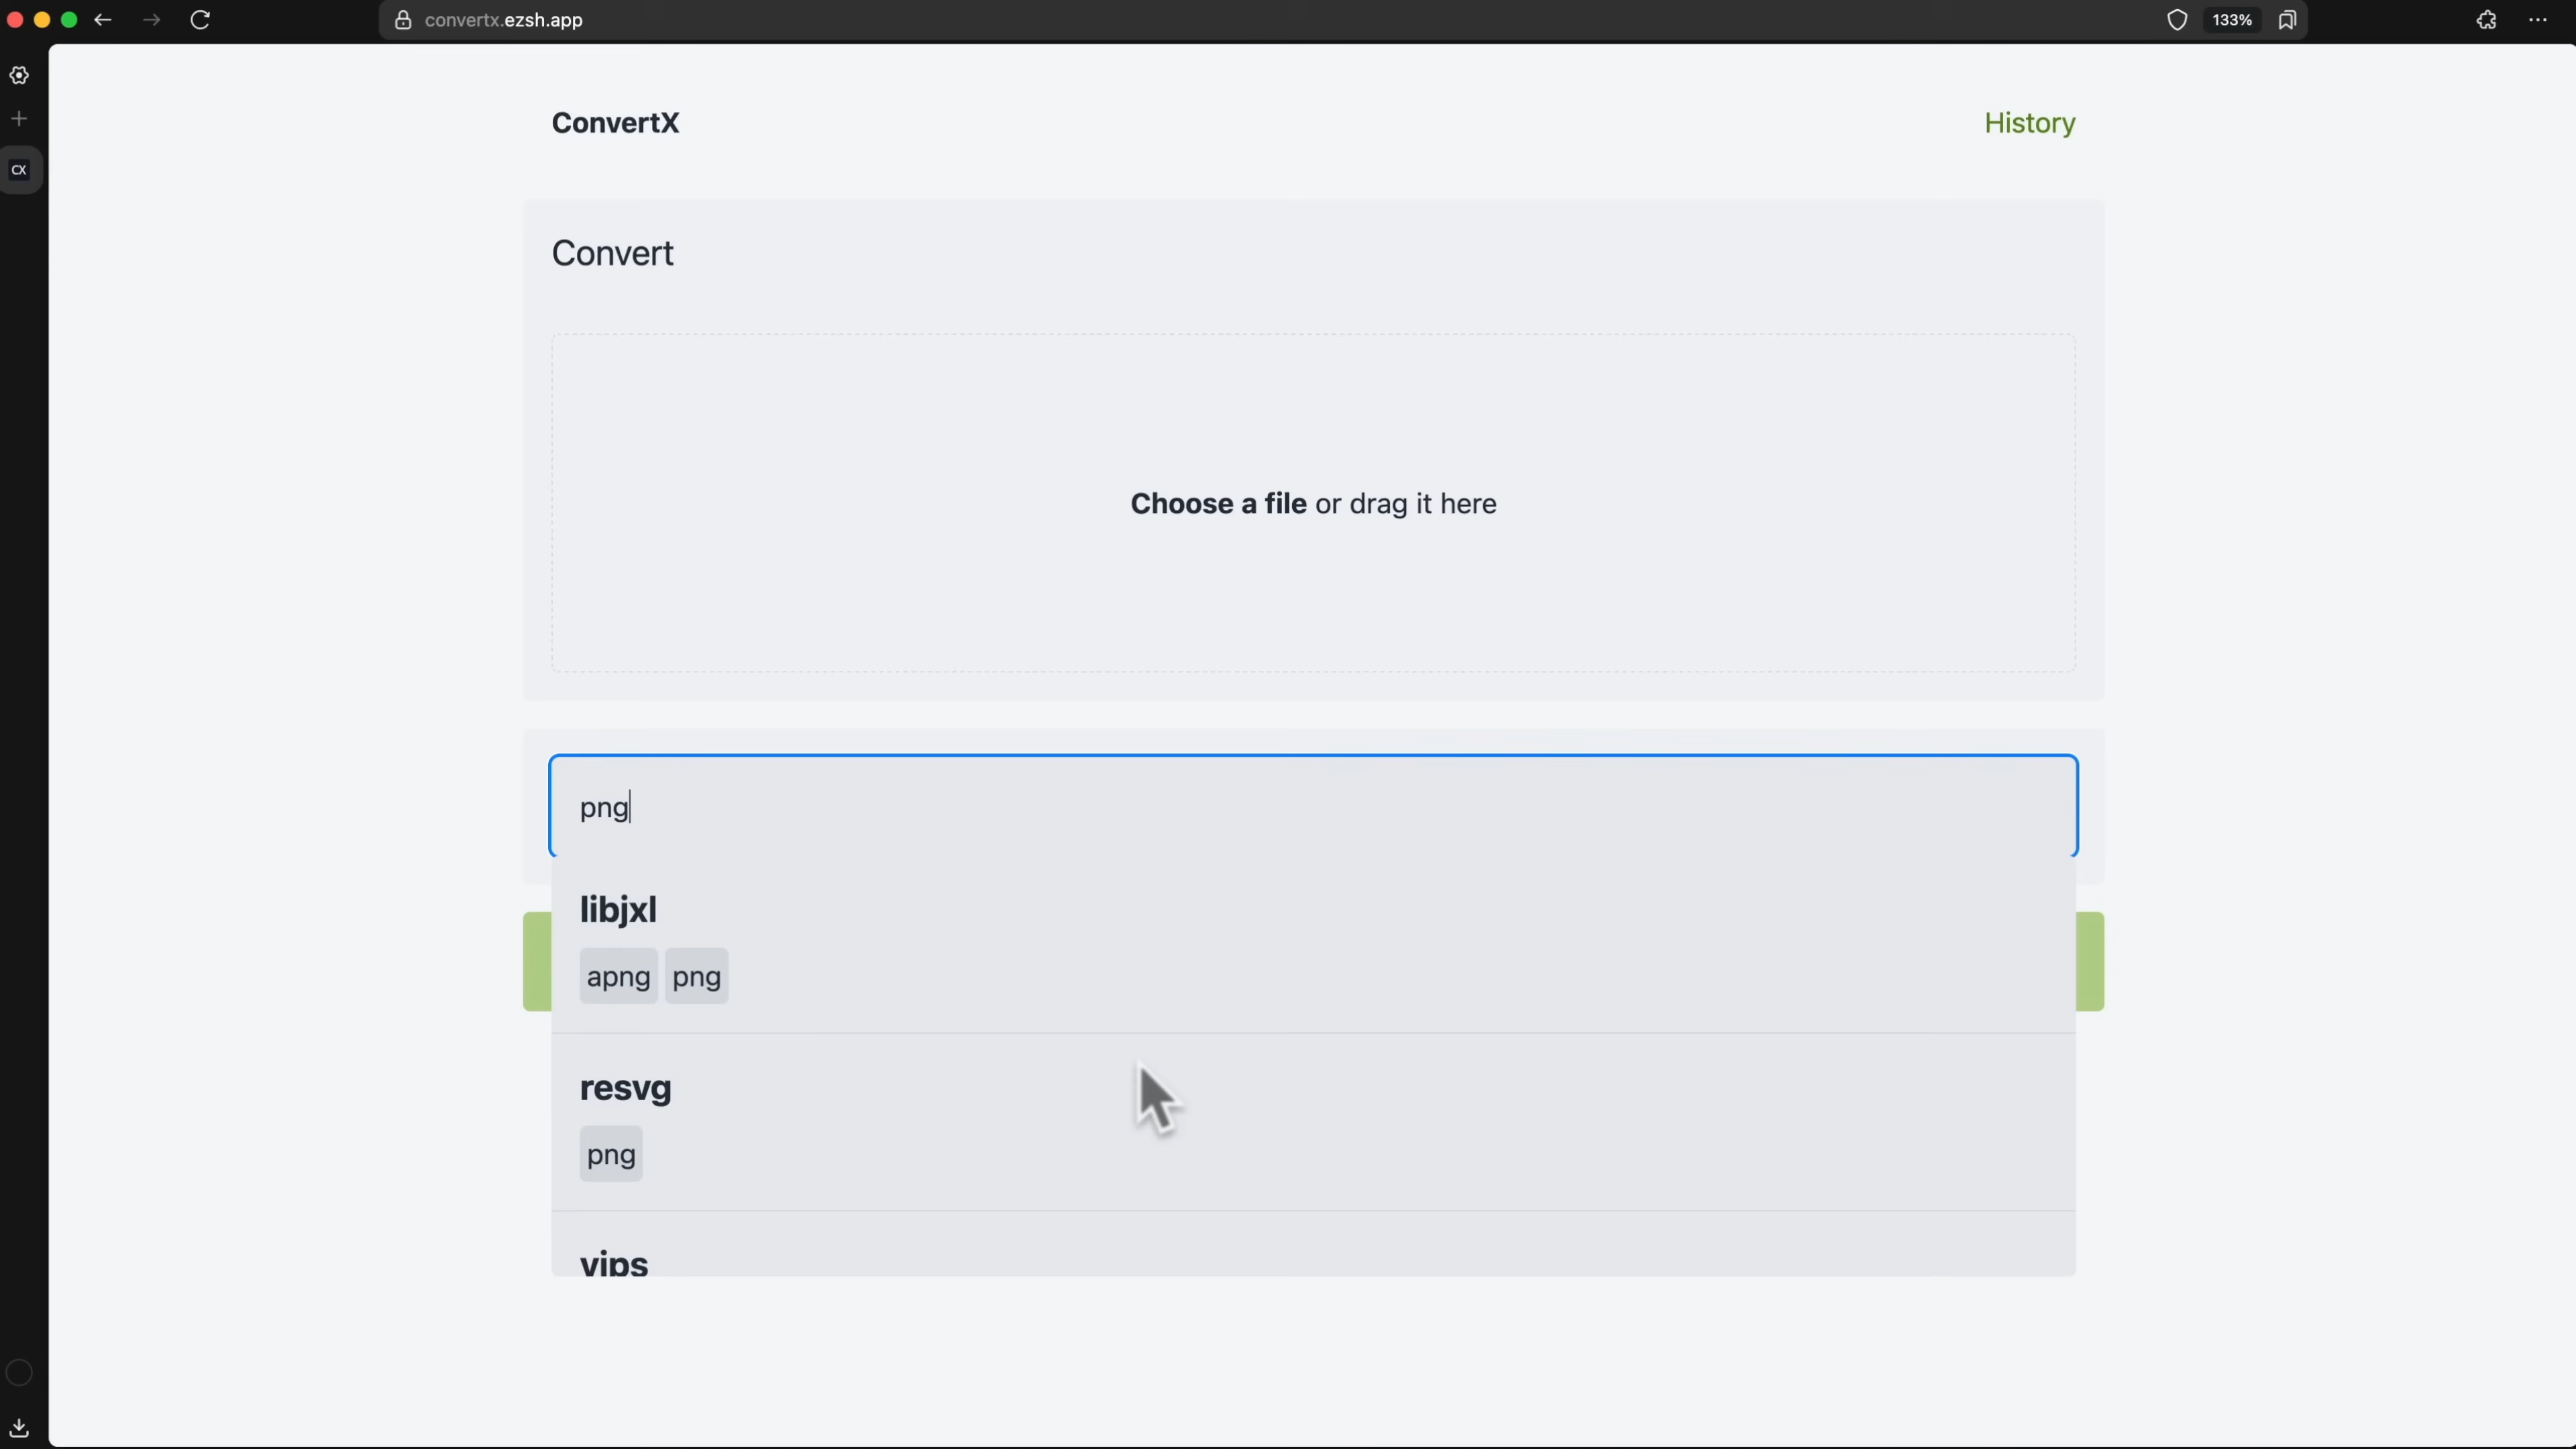 convertx.ezsh.app
133%
CX
ConvertX
History
Convert
Choose a file or drag it here
png
libjxl
apng png
resvg
png
vips